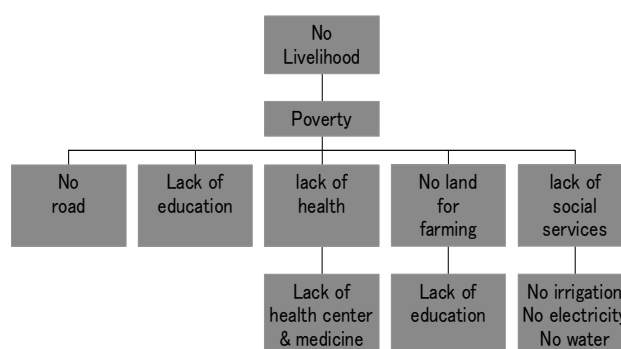 No
Livelihood
Poverty
No
road
Lack of
education
lack of
health
No land
for
farming
lack of
social
services
Lack of
health center
& medicine
Lack of
education
No irrigation
No electricity
No water